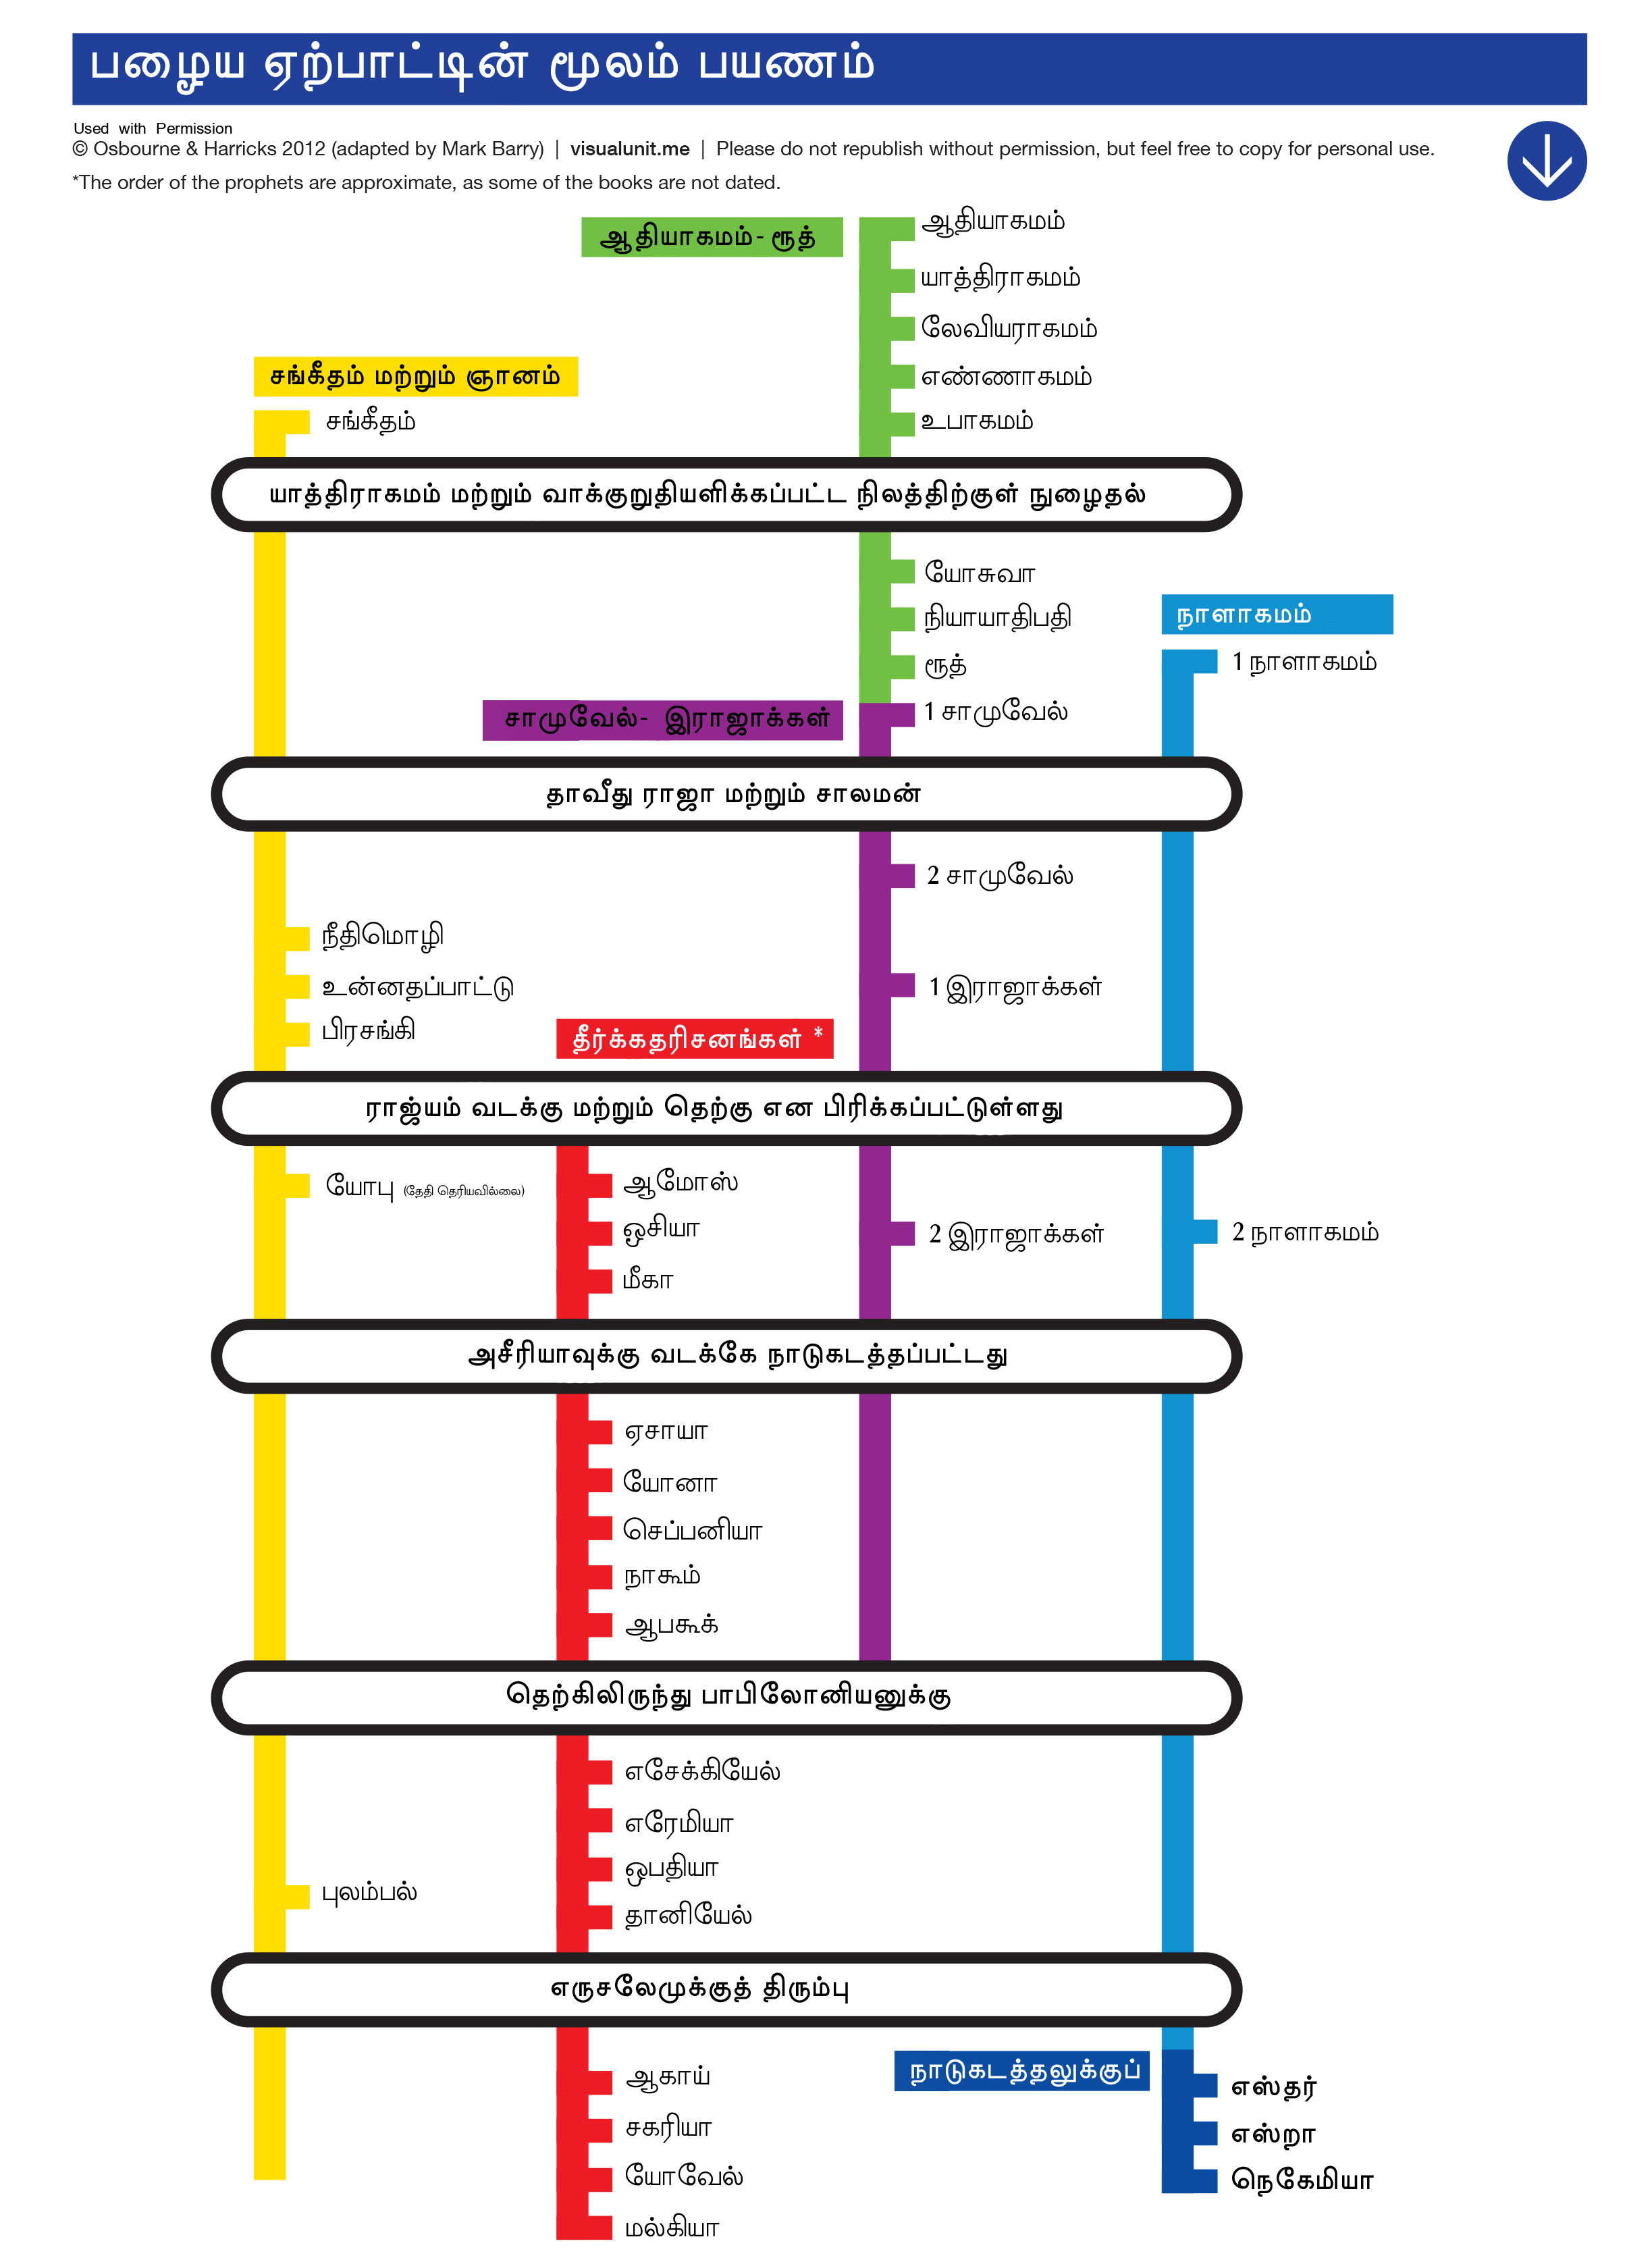 பழைய ஏற்பாட்டின் மூலம் பயணம்
Used with Permission
© Osbourne & Harricks 2012 (adapted by Mark Barry) | visualunit.me | Please do not republish without permission, but feel free to copy for personal use.
*The order of the prophets are approximate, as some of the books are not dated.
ஆதியாகமம்- ரூத்
ஆதியாகமம்
யாத்திராகமம்
லேவியராகமம்
எண்ணாகமம்
உபாகமம்
சங்கீதம் மற்றும் ஞானம்
சங்கீதம்
யாத்திராகமம் மற்றும் வாக்குறுதியளிக்கப்பட்ட நிலத்திற்குள் நுழைதல்
யோசுவா
நியாயாதிபதி
ரூத்
நாளாகமம்
1 நாளாகமம்
சாமுவேல்- இராஜாக்கள்
1 சாமுவேல்
தாவீது ராஜா மற்றும் சாலமன்
2 சாமுவேல்
நீதிமொழி
உன்னதப்பாட்டு
பிரசங்கி
1 இராஜாக்கள்
தீர்க்கதரிசனங்கள் *
ராஜ்யம் வடக்கு மற்றும் தெற்கு என பிரிக்கப்பட்டுள்ளது
யோபு (தேதி தெரியவில்லை)
ஆமோஸ்
ஒசியா
மீகா
2 இராஜாக்கள்
2 நாளாகமம்
அசீரியாவுக்கு வடக்கே நாடுகடத்தப்பட்டது
ஏசாயா
யோனா
செப்பனியா
நாகூம்
ஆபகூக்
தெற்கிலிருந்து பாபிலோனியனுக்கு
எசேக்கியேல்
எரேமியா
ஒபதியா
தானியேல்
புலம்பல்
எருசலேமுக்குத் திரும்பு
ஆகாய்
சகரியா
யோவேல்
மல்கியா
நாடுகடத்தலுக்குப்
எஸ்தர்
எஸ்றா
நெகேமியா